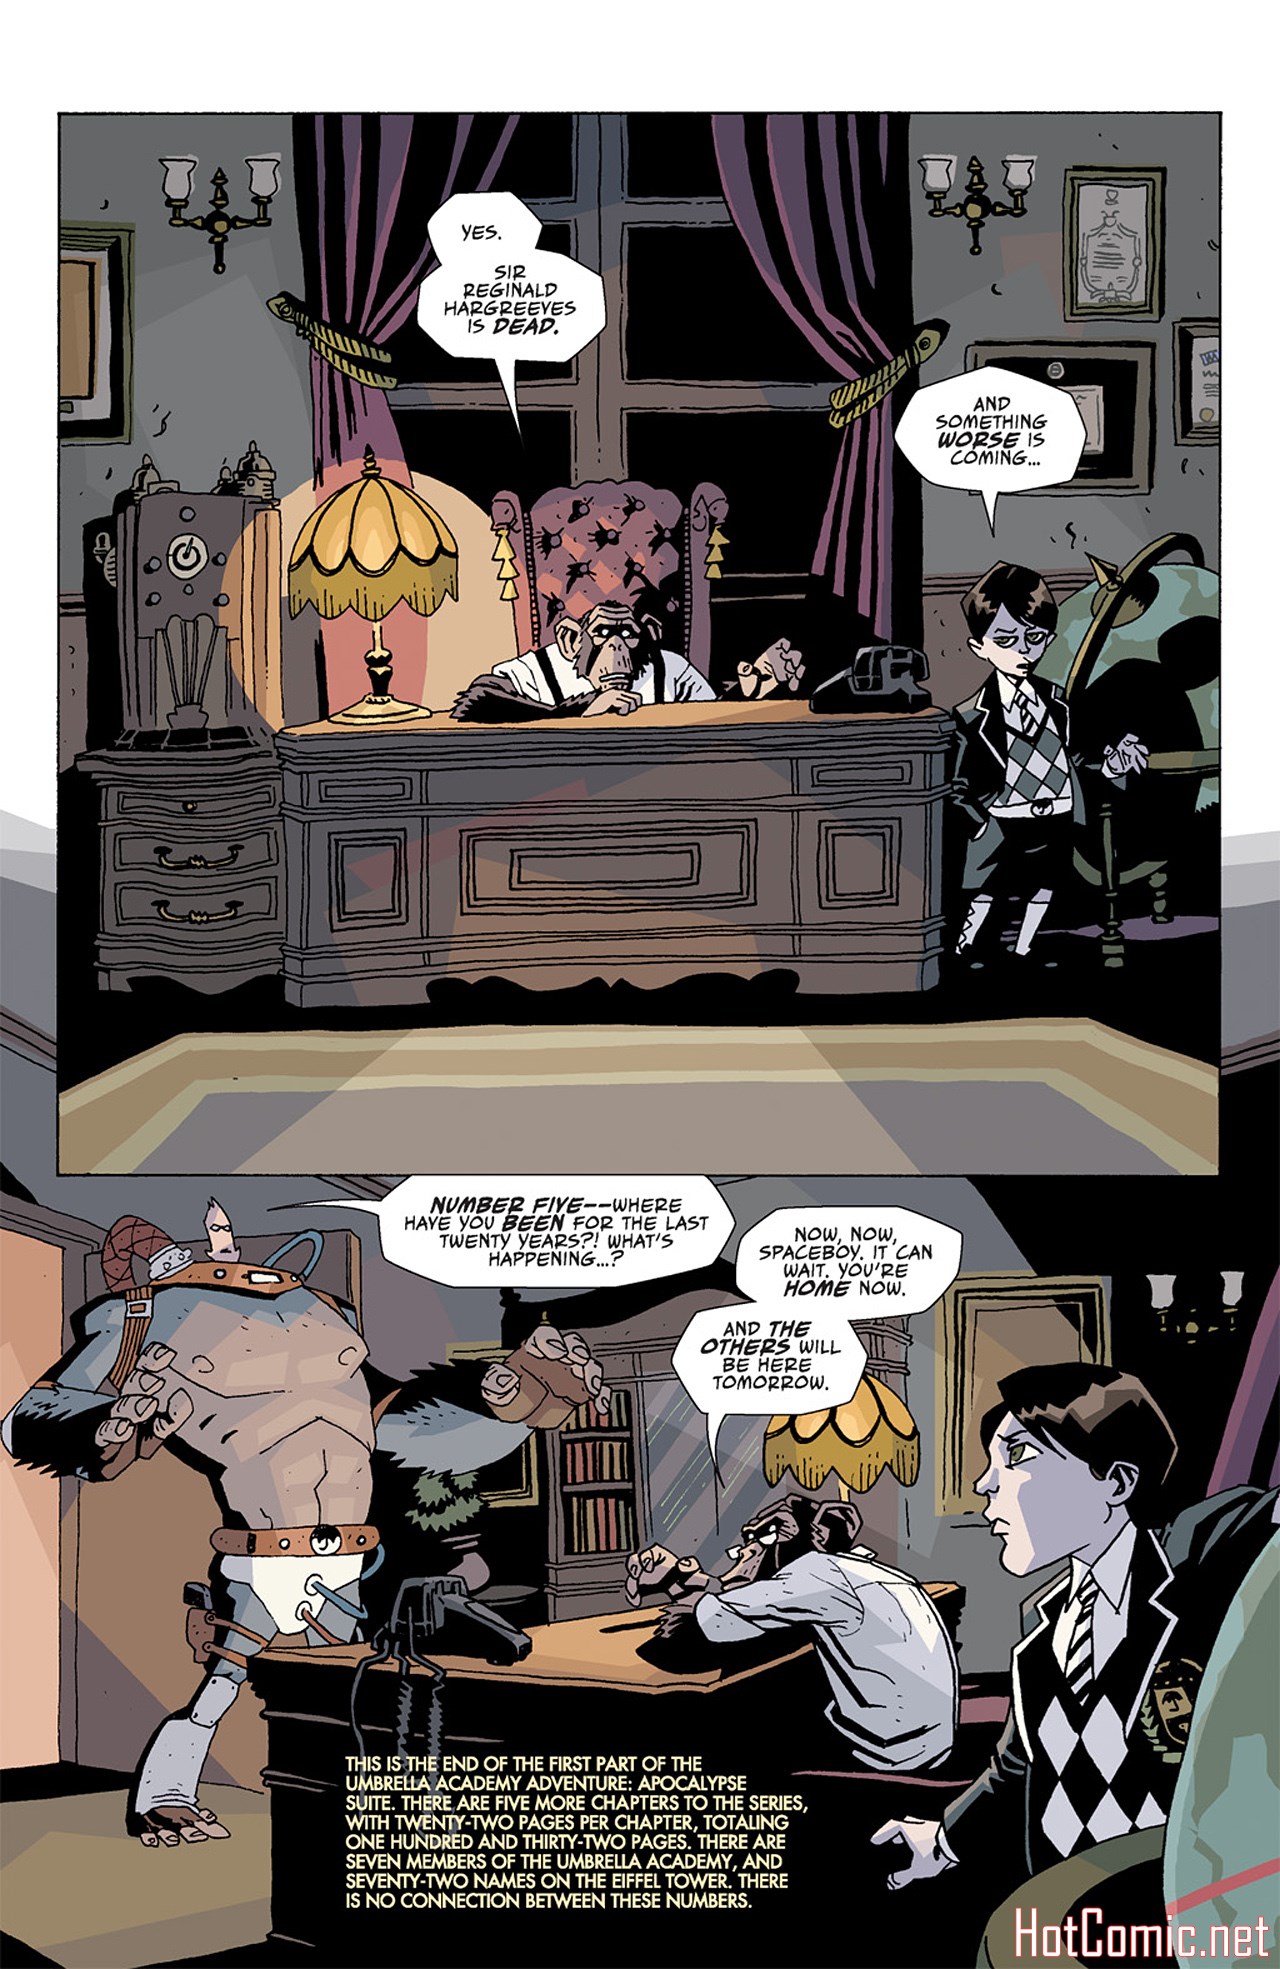 YES.
SIR
REGINALD
HARGREEVES
IS DEAD.
AND
SOMETHING
WORSE IS
COMING...
NUMBER FIVE--WHERE
HAVE YOU BEEN FOR THE LAST
TWENTY YEARS?! WHAT'S
HAPPENING...?
NOW, NOW,
SPACEBOY. IT CAN
WAIT. YOU'RE
HOME NOW.
AND THE
OTHERS WILL
BE HERE
TOMORROW.
THIS IS THE END OF THE FIRST PART OF THE
UMBRELLA ACADEMY ADVENTURE: APOCALYPSE
SUITE. THERE ARE FIVE MORE CHAPTERS TO THE SERIES,
WITH TWENTY-TWO PAGES PER CHAPTER, TOTALING
ONE HUNDRED AND THIRTY-TWO PAGES. THERE ARE
SEVEN MEMBERS OF THE UMBRELLA ACADEMY, AND
SEVENTY-TWO NAMES ON THE EIFFEL TOWER. THERE
IS NO CONNECTION BETWEEN THESE NUMBERS.
HotComic.net